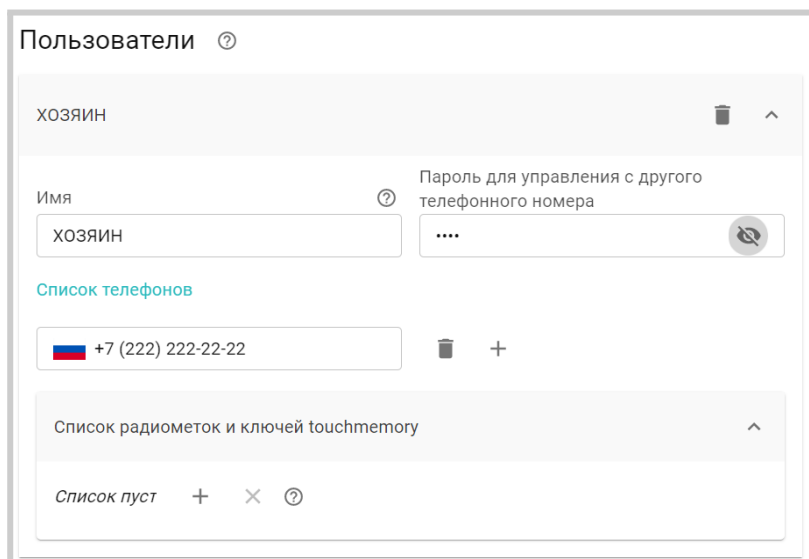 Пользователи
ХОЗЯИН
Имя
Пароль для управления с другого
телефонного номера
ХОЗЯИН
••••
Список телефонов
+7 (222) 222-22-22
Список радиометок и ключей touchmemory
Список пуст